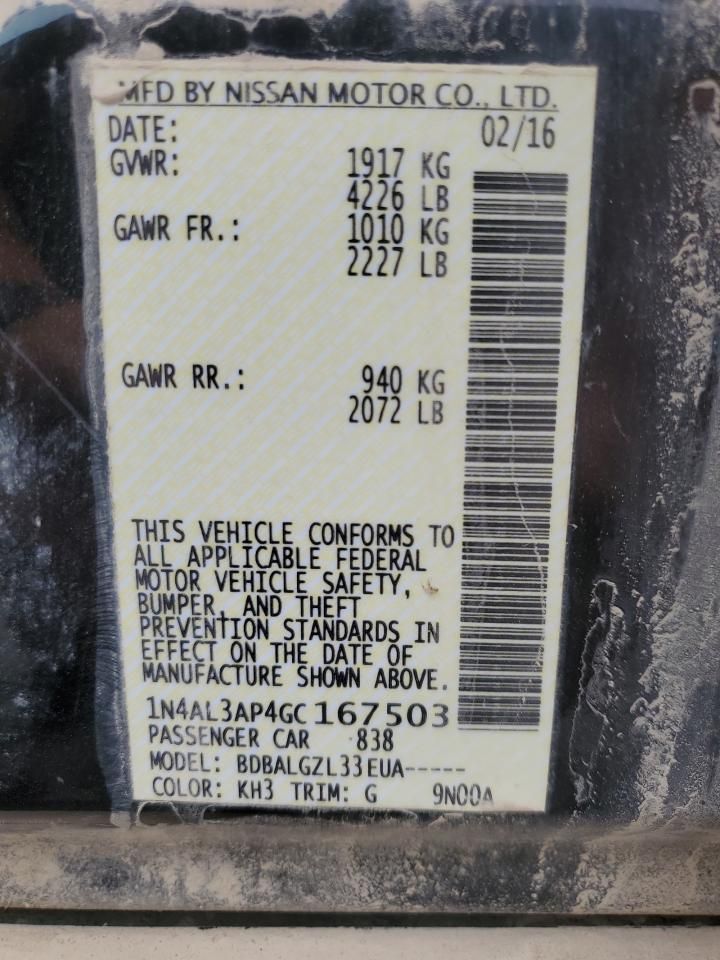 MFD BY NISSAN MOTOR CO., LTD.
DATE: 02/16
GVWR: 1917 KG
4226 LB
GAWR FR.: 1010 KG
2227 LB
GAWR RR.: 940 KG
2072 LB
THIS VEHICLE CONFORMS TO
ALL APPLICABLE FEDERAL
MOTOR VEHICLE SAFETY,
BUMPER, AND THEFT
PREVENTION STANDARDS IN
EFFECT ON THE DATE OF
MANUFACTURE SHOWN ABOVE.
1N4AL3AP4GC167503
PASSENGER CAR 838
MODEL: BDBALGZL33EUA-----
COLOR: KH3 TRIM: G 9N00A